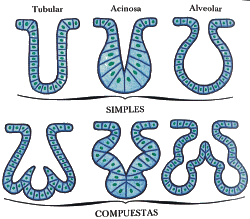 Tubular Acinosa Alveolar
SIMPLES
COMPUESTAS